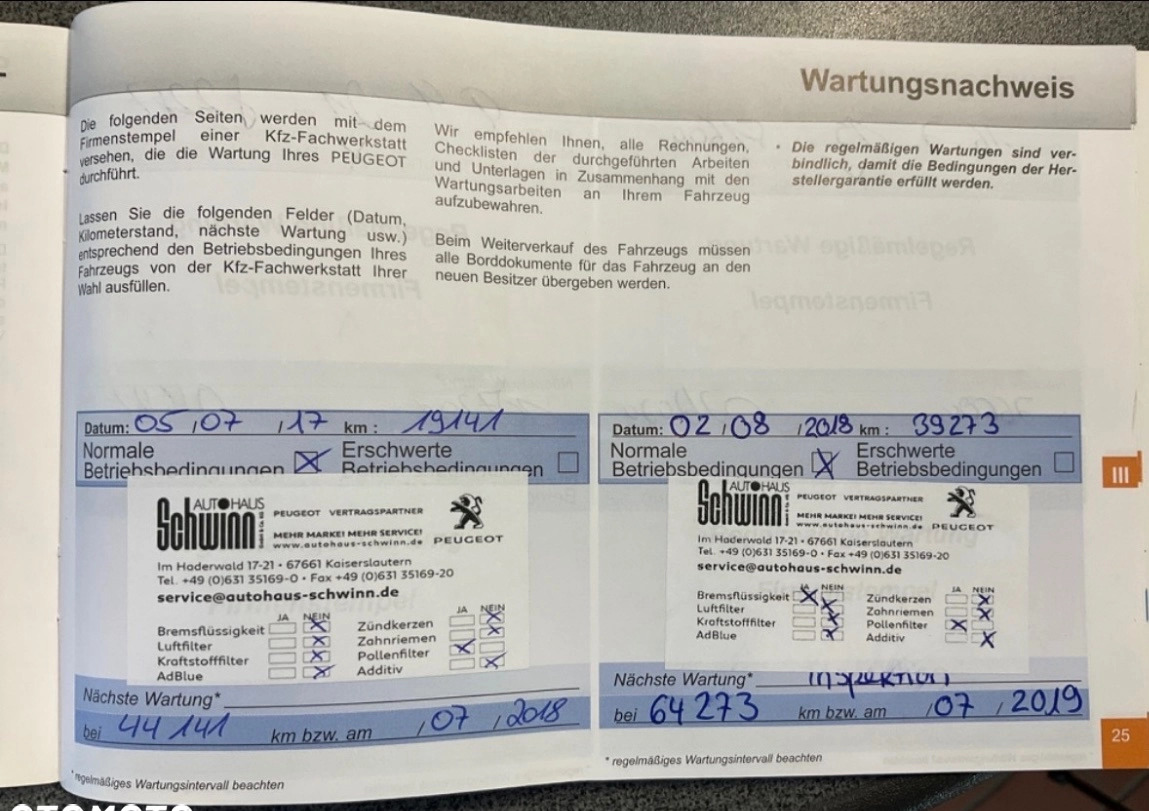 Wartungsnachweis
Die folgenden Seiten werden mit dem
Firmenstempel einer Kfz-Fachwerkstatt
versehen, die die Wartung Ihres PEUGEOT
durchführt.
Lassen Sie die folgenden Felder (Datum,
Kilometerstand, nächste Wartung usw.)
entsprechend den Betriebsbedingungen Ihres
Fahrzeugs von der Kfz-Fachwerkstatt Ihrer
Wahl ausfüllen.
Wir empfehlen Ihnen, alle Rechnungen,
Checklisten der durchgeführten Arbeiten
und Unterlagen in Zusammenhang mit den
Wartungsarbeiten an Ihrem Fahrzeug
aufzubewahren.
Beim Weiterverkauf des Fahrzeugs müssen
alle Borddokumente für das Fahrzeug an den
neuen Besitzer übergeben werden.
• Die regelmäßigen Wartungen sind ver-
bindlich, damit die Bedingungen der Her-
stellergarantie erfüllt werden.
Datum: 05 / 07 / 17 km : 19141
Normale Erschwerte
Betriebsbedingungen Betriebsbedingungen
AUTOHAUS
Schwinn
PEUGEOT VERTRAGSPARTNER
MEHR MARKE! MEHR SERVICE!
www.autohaus-schwinn.de PEUGEOT
Im Haderwald 17-21 • 67661 Kaiserslautern
Tel. +49 (0)631 35169-0 • Fax +49 (0)631 35169-20
service@autohaus-schwinn.de
JA NEIN JA NEIN
Bremsflüssigkeit X Zündkerzen X
Luftfilter X Zahnriemen X
Kraftstofffilter X Pollenfilter X
AdBlue X Additiv X
Nächste Wartung*
bei 44 141 km bzw. am / 07 / 2018
* regelmäßiges Wartungsintervall beachten
Datum: 02 / 08 / 2018 km : 39273
Normale Erschwerte
Betriebsbedingungen Betriebsbedingungen
AUTOHAUS
Schwinn
PEUGEOT VERTRAGSPARTNER
MEHR MARKE! MEHR SERVICE!
www.autohaus-schwinn.de PEUGEOT
Im Haderwald 17-21 • 67661 Kaiserslautern
Tel. +49 (0)631 35169-0 • Fax +49 (0)631 35169-20
service@autohaus-schwinn.de
JA NEIN JA NEIN
Bremsflüssigkeit X Zündkerzen X
Luftfilter X Zahnriemen X
Kraftstofffilter X Pollenfilter X
AdBlue X Additiv X
Nächste Wartung* Inspektion
bei 64 273 km bzw. am / 07 / 2019
* regelmäßiges Wartungsintervall beachten
III
25
OTOMOTO